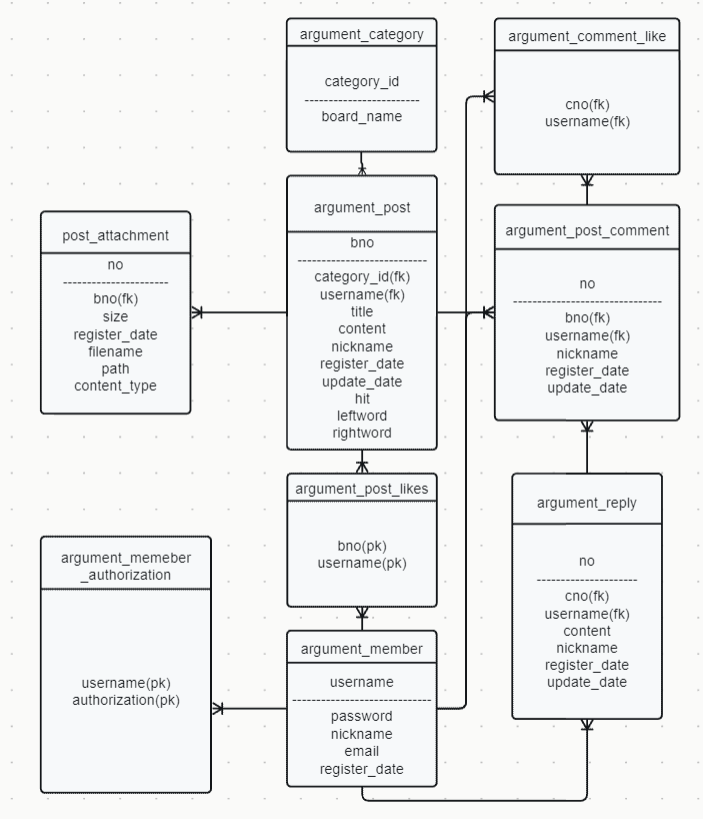 argument_category
category_id
board_name
argument_comment_like
cno(fk)
username(fk)
post_attachment
no
bno(fk)
size
register_date
filename
path
content_type
argument_post
bno
category_id(fk)
username(fk)
title
content
nickname
register_date
update_date
hit
leftword
rightword
argument_post_comment
no
bno(fk)
username(fk)
nickname
register_date
update_date
argument_post_likes
bno(pk)
username(pk)
argument_reply
no
cno(fk)
username(fk)
content
nickname
register_date
update_date
argument_memeber
_authorization
username(pk)
authorization(pk)
argument_member
username
password
nickname
email
register_date